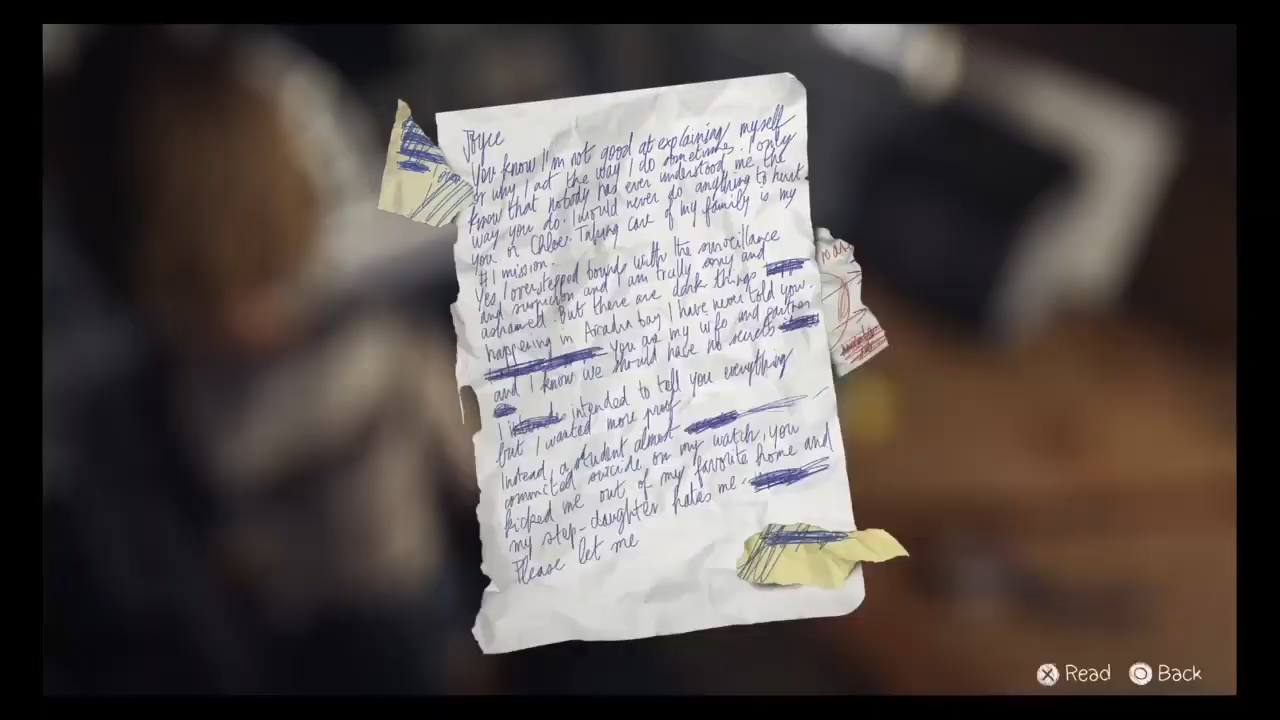 Joyce
You know I'm not good at explaining myself
or why I act the way I do sometimes. I only
know that nobody has ever understood me the
way you do. I would never do anything to hurt
you or Chloe. Taking care of my family is my
#1 mission.
Yes, I overstepped bounds with the surveillance
and suspicion and I am truly sorry and
ashamed. But there are dark things
happening in Arcadia bay I have never told you.
You are my wife and partner
and I know we should have no secrets
I intended to tell you everything
but I wanted more proof
Instead, a student almost
committed suicide on my watch, you
kicked me out of my favorite home and
my step-daughter hates me.
Please let me
Read
Back